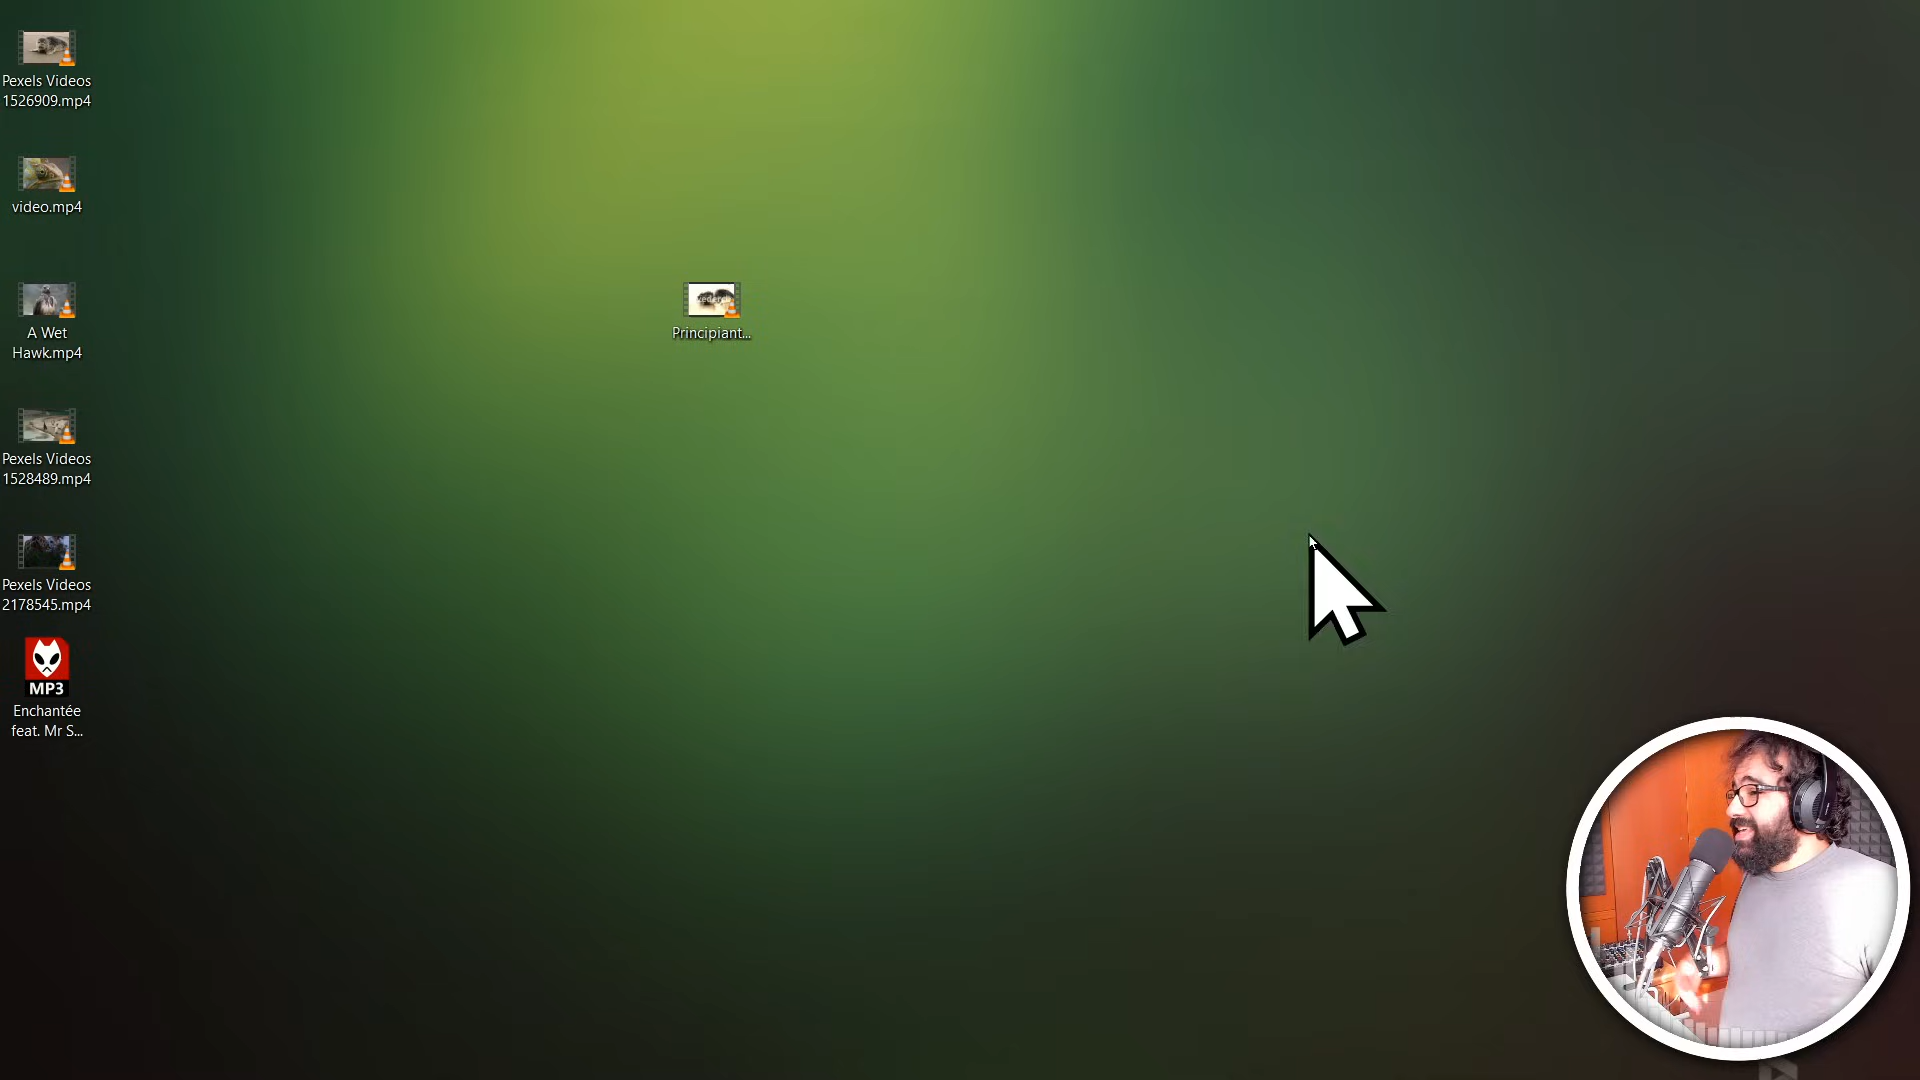 Pexels Videos
1526909.mp4
video.mp4
A Wet
Hawk.mp4
Principiant...
Pexels Videos
1528489.mp4
Pexels Videos
2178545.mp4
MP3
Enchantée
feat. Mr S...